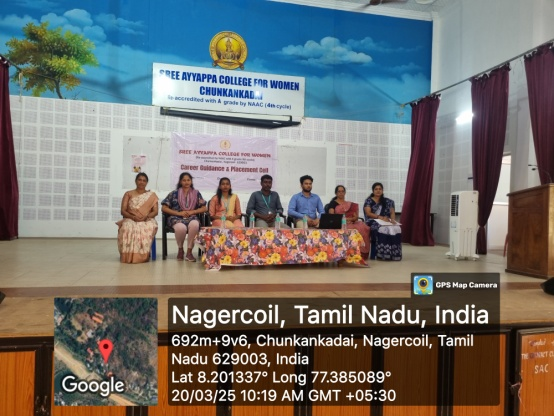 SREE AYYAPPA COLLEGE FOR WOMEN
CHUNKANKADAI
Re accredited with A grade by NAAC (4th cycle)
SREE AYYAPPA COLLEGE FOR WOMEN
Career Guidance & Placement Cell
GPS Map Camera
Nagercoil, Tamil Nadu, India
692m+9v6, Chunkankadai, Nagercoil, Tamil
Nadu 629003, India
Lat 8.201337° Long 77.385089°
20/03/25 10:19 AM GMT +05:30
Google
SAC